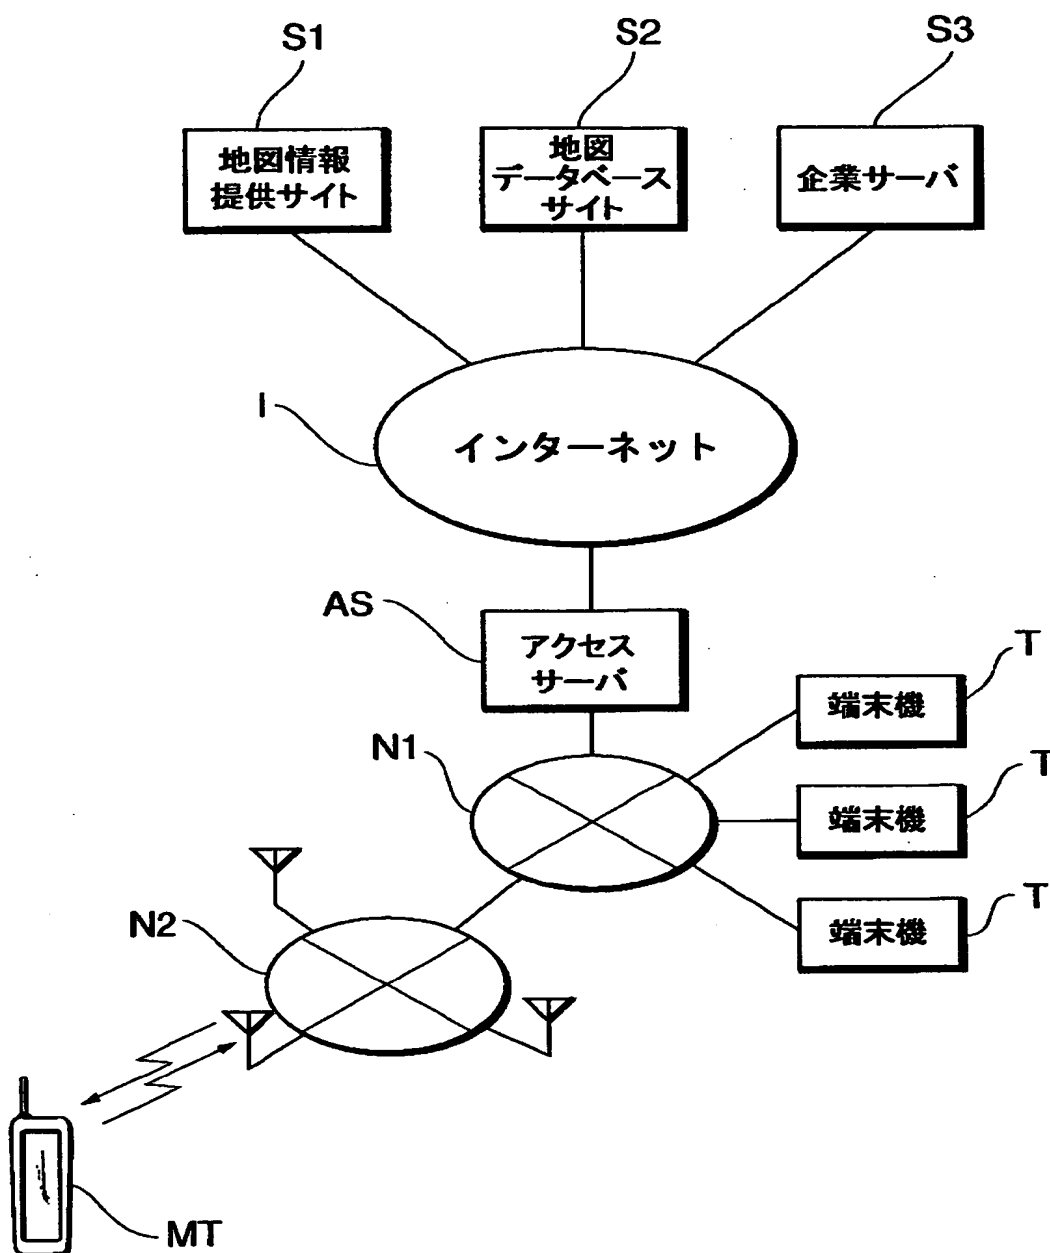 S1
S2
S3
地図情報
提供サイト
地図
データベース
サイト
企業サーバ
I
インターネット
AS
アクセス
サーバ
T
端末機
N1
T
端末機
T
端末機
N2
MT